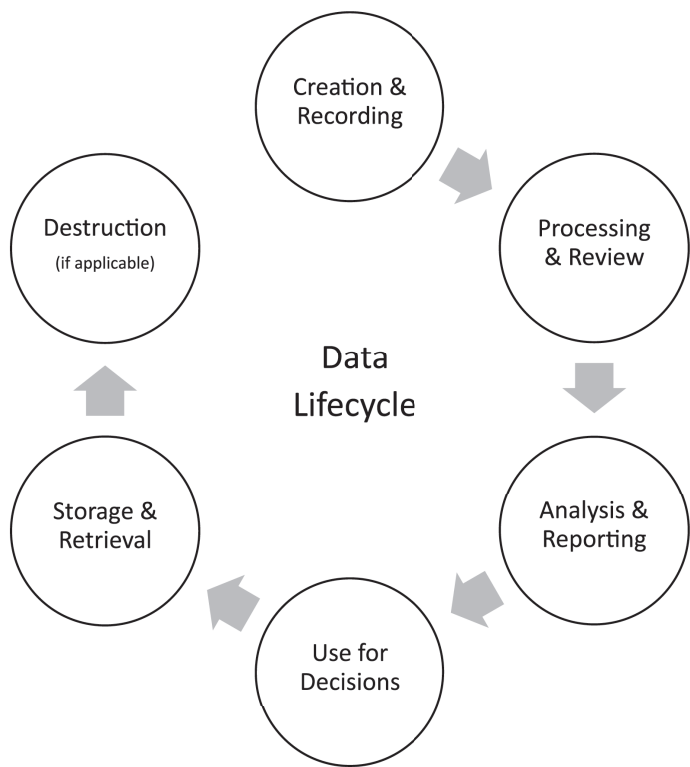 Creation &
Recording
Processing
& Review
Analysis &
Reporting
Use for
Decisions
Storage &
Retrieval
Destruction
(if applicable)
Data
Lifecycle